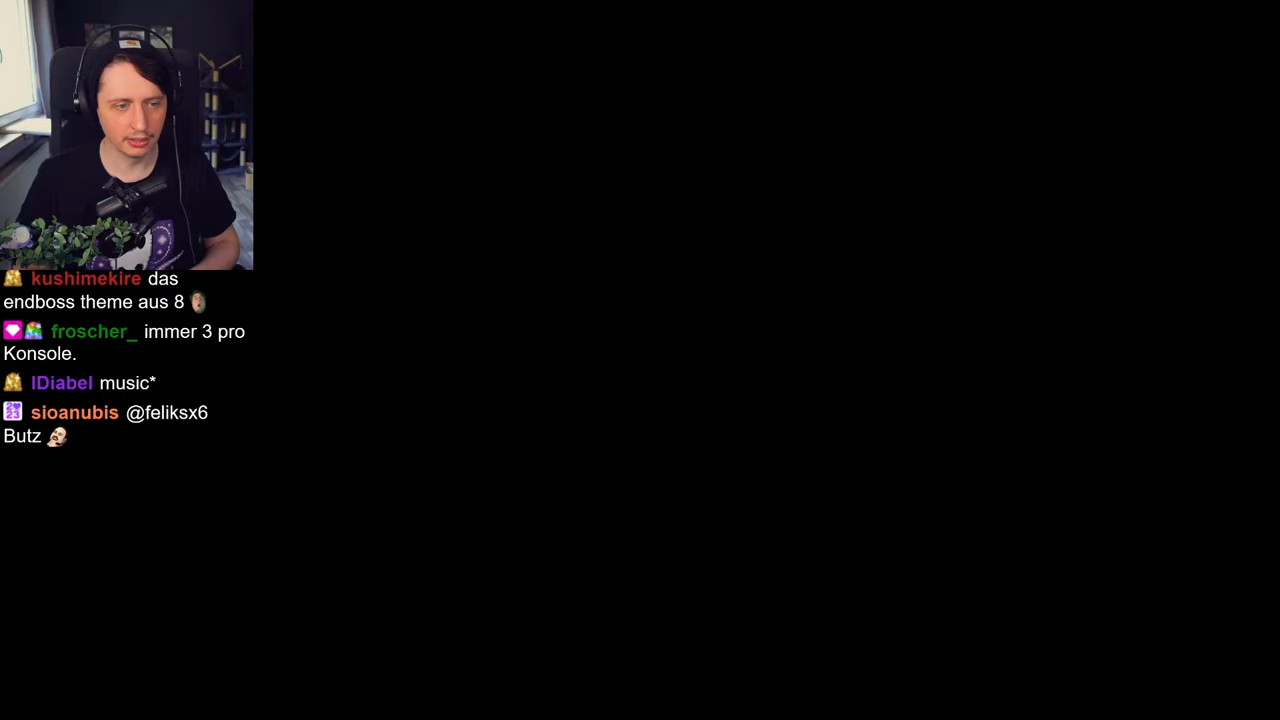 kushimekire das
endboss theme aus 8
froscher_ immer 3 pro
Konsole.
IDiabel music*
sioanubis @feliksx6
Butz